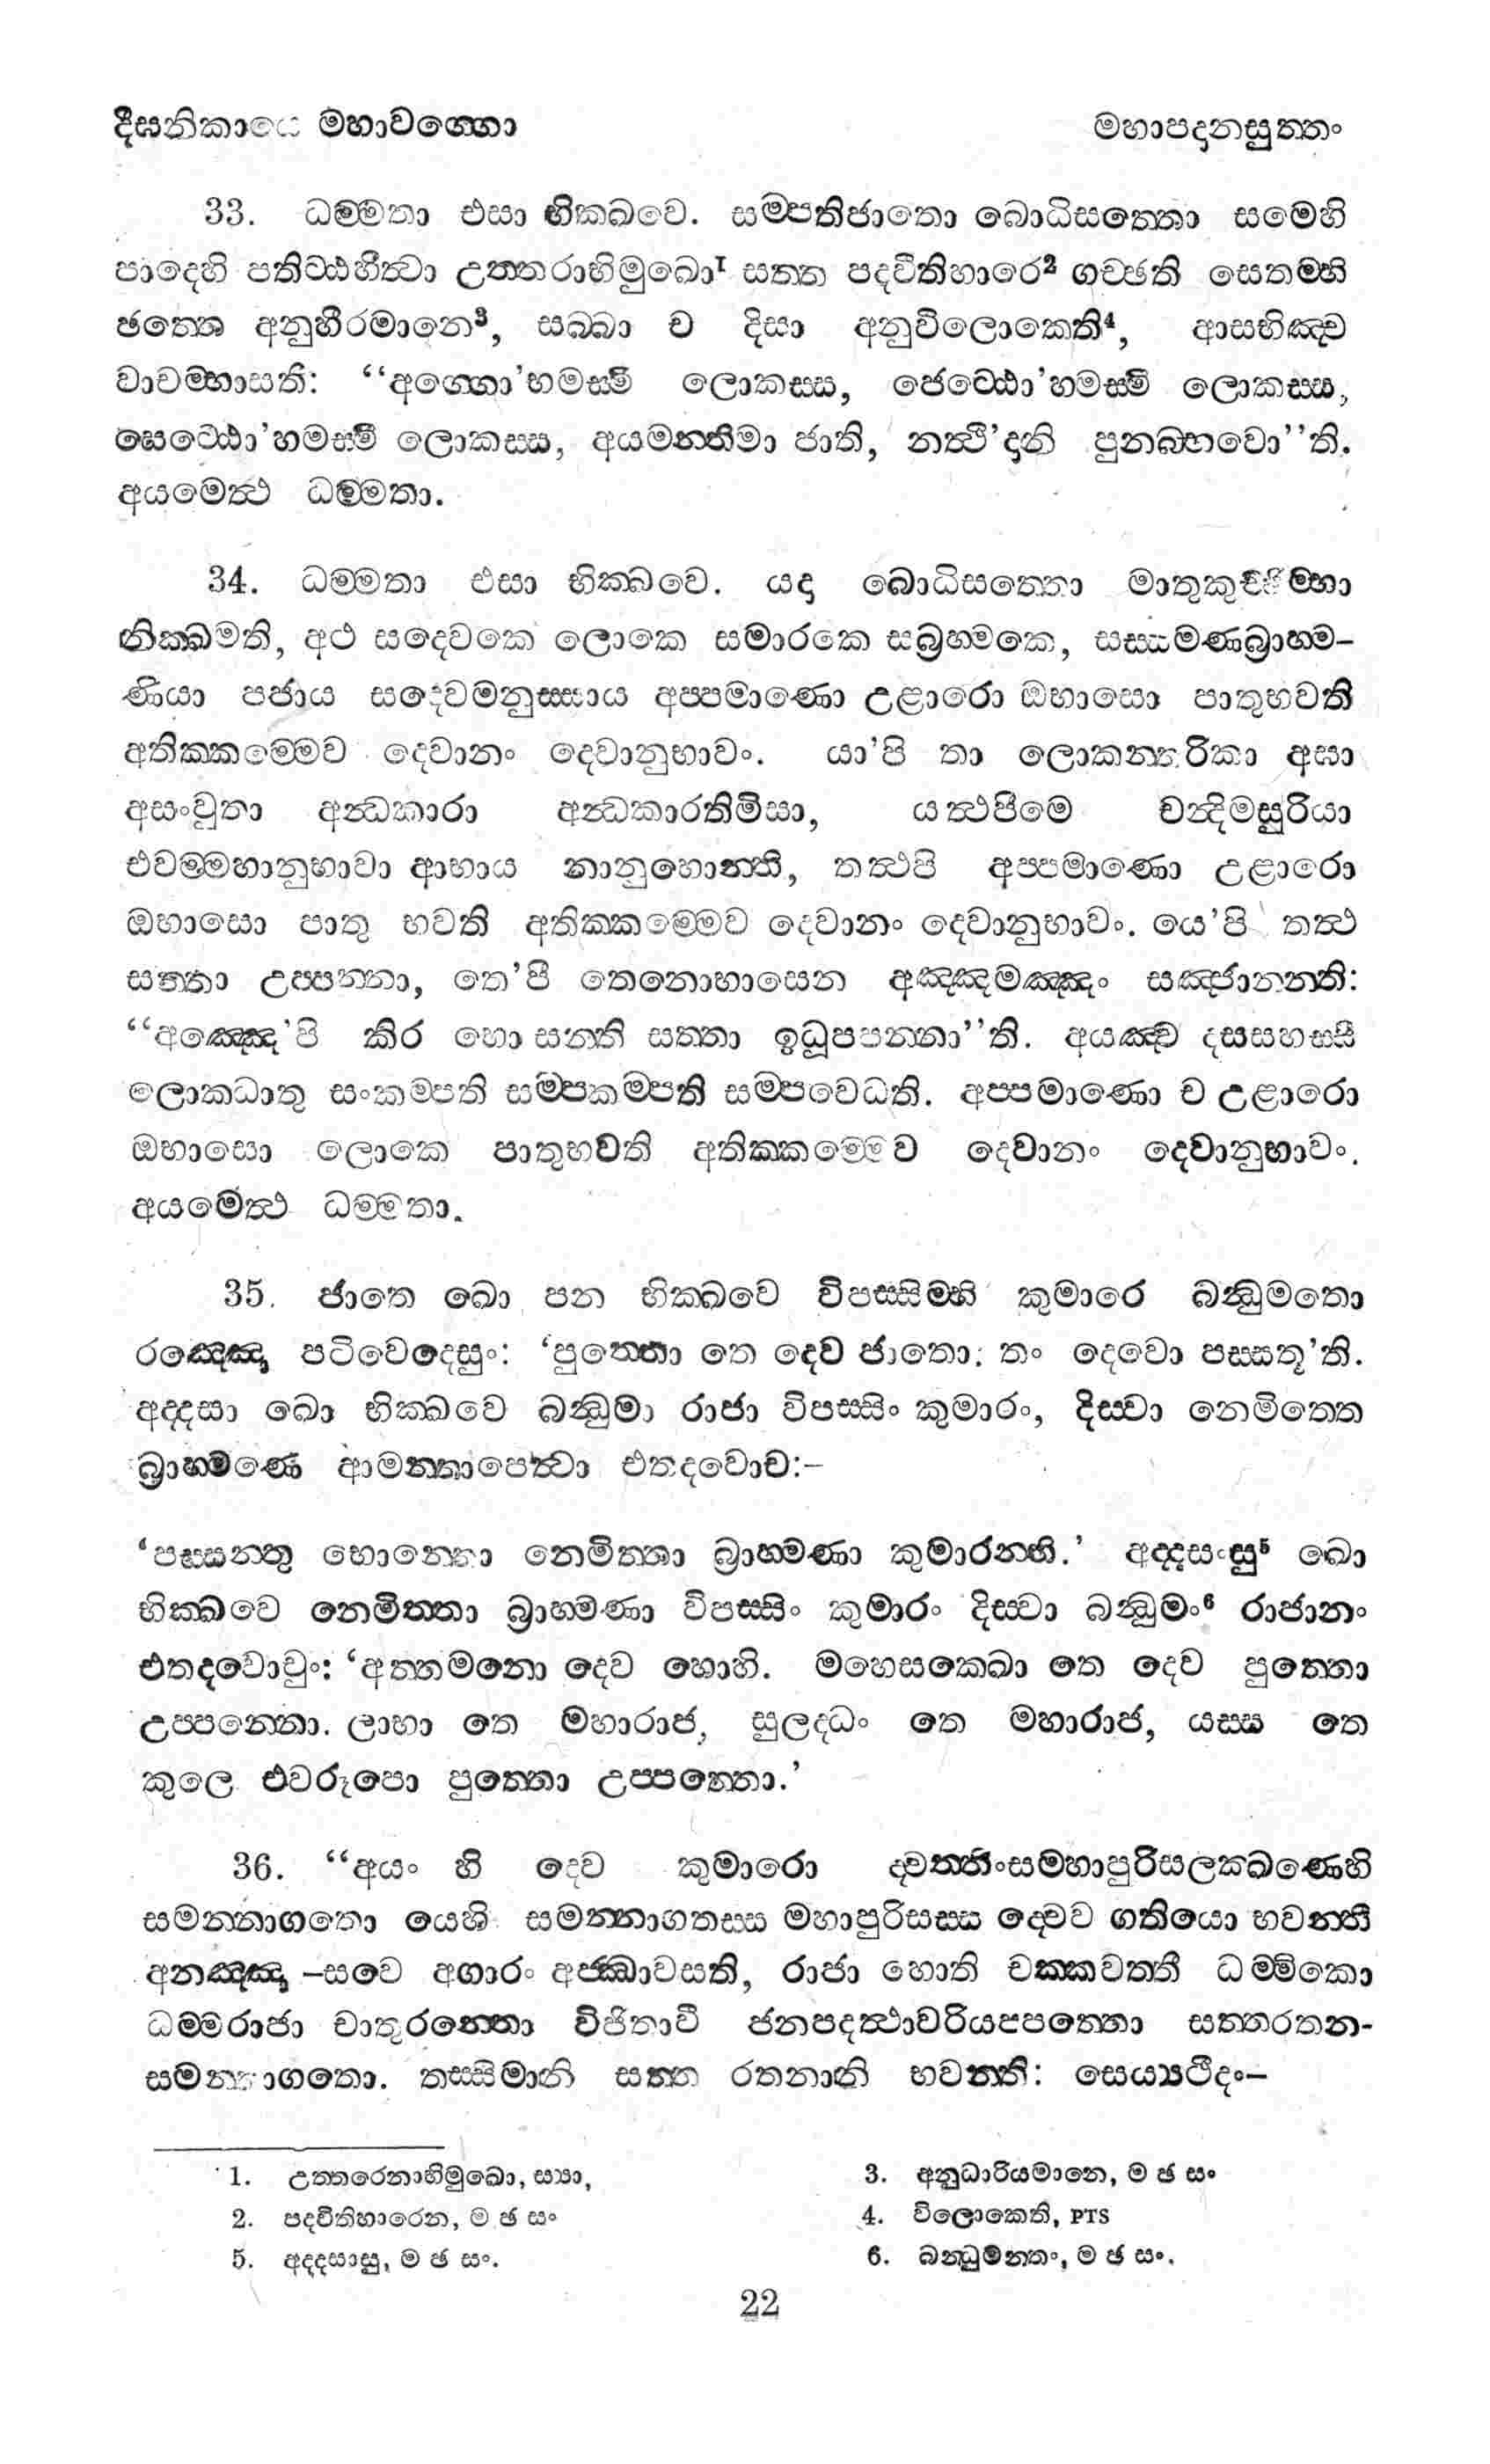 දීඝනිකායෙ මහාවග්ගො මහාපදානසුත්තං
33. ධම්මතා එසා භික්ඛවෙ. සම්පතිජාතො බොධිසත්තො සමෙහි
පාදෙහි පතිට්ඨහීත්වා උත්තරාභිමුඛො¹ සත්ත පදවීතිහාරෙ² ගච්ඡති සෙතම්හි
ඡත්තෙ අනුහීරමානෙ³, සබ්බා ච දිසා අනුවිලොකෙති⁴, ආසභිඤ්ච
වාචම්භාසති: “අග්ගො’හමස්මි ලොකස්ස, ජෙට්ඨො’හමස්මි ලොකස්ස,
සෙට්ඨො’හමස්මි ලොකස්ස, අයමන්තිමා ජාති, නත්ථි’දානි පුනබ්භවො”ති.
අයමෙත්ථ ධම්මතා.
34. ධම්මතා එසා භික්ඛවෙ. යදා බොධිසත්තො මාතුකුච්ඡිම්හා
නික්ඛමති, අථ සදෙවකෙ ලොකෙ සමාරකෙ සබ්‍රහ්මකෙ, සස්සමණබ්‍රාහ්ම-
ණියා පජාය සදෙවමනුස්සාය අප්පමාණො උළාරො ඔභාසො පාතුභවති
අතික්කම්මෙව දෙවානං දෙවානුභාවං. යා’පි තා ලොකන්තරිකා අඝා
අසංවුතා අන්ධකාරා අන්ධකාරතිමිසා, යත්ථපිමෙ චන්දිමසුරියා
එවම්මහානුභාවා ආභාය නානුභොන්ති, තත්ථපි අප්පමාණො උළාරො
ඔභාසො පාතු භවති අතික්කම්මෙව දෙවානං දෙවානුභාවං. යෙ’පි තත්ථ
සත්තා උප්පන්නා, තෙ’පි තෙනොභාසෙන අඤ්ඤමඤ්ඤං සඤ්ජානන්ති:
“අඤ්ඤෙ’පි කිර භො සන්ති සත්තා ඉධූපපන්නා”ති. අයඤ්ච දසසහස්සී
ලොකධාතු සංකම්පති සම්පකම්පති සම්පවෙධති. අප්පමාණො ච උළාරො
ඔභාසො ලොකෙ පාතුභවති අතික්කම්මෙව දෙවානං දෙවානුභාවං.
අයමෙත්ථ ධම්මතා.
35. ජාතෙ ඛො පන භික්ඛවෙ විපස්සිම්හි කුමාරෙ බන්ධුමතො
රඤ්ඤො පටිවෙදෙසුං: ‘පුත්තො තෙ දෙව ජාතො; තං දෙවො පස්සතූ’ති.
අද්දසා ඛො භික්ඛවෙ බන්ධුමා රාජා විපස්සිං කුමාරං, දිස්වා නෙමිත්තෙ
බ්‍රාහ්මණෙ ආමන්තාපෙත්වා එතදවොච:–
‘පස්සන්තු භොන්තො නෙමිත්තා බ්‍රාහ්මණා කුමාරන්ති.’ අද්දසංසු⁵ ඛො
භික්ඛවෙ නෙමිත්තා බ්‍රාහ්මණා විපස්සිං කුමාරං දිස්වා බන්ධුමං⁶ රාජානං
එතදවොචුං: ‘අත්තමනො දෙව හොහි. මහෙසක්ඛො තෙ දෙව පුත්තො
උප්පන්නො. ලාභා තෙ මහාරාජ, සුලද්ධං තෙ මහාරාජ, යස්ස තෙ
කුලෙ එවරූපො පුත්තො උප්පන්නො.’
36. “අයං හි දෙව කුමාරො ද්වත්තිංසමහාපුරිසලක්ඛණෙහි
සමන්නාගතො යෙහි සමන්නාගතස්ස මහාපුරිසස්ස ද්වෙව ගතියො භවන්ති
අනඤ්ඤා –සචෙ අගාරං අජ්ඣාවසති, රාජා හොති චක්කවත්තී ධම්මිකො
ධම්මරාජා චාතුරන්තො විජිතාවී ජනපදත්ථාවරියප්පත්තො සත්තරතන-
සමන්නාගතො. තස්සිමානි සත්ත රතනානි භවන්ති: සෙය්‍යථිදං–
1. උත්තරෙනාභිමුඛො, ස්‍යා,
2. පදවීතිහාරෙන, ම ඡ සං
5. අද්දසාසු, ම ඡ සං.
3. අනුධාරියමානෙ, ම ඡ සං
4. විලොකෙති, PTS
6. බන්ධුමන්තං, ම ඡ සං.
22